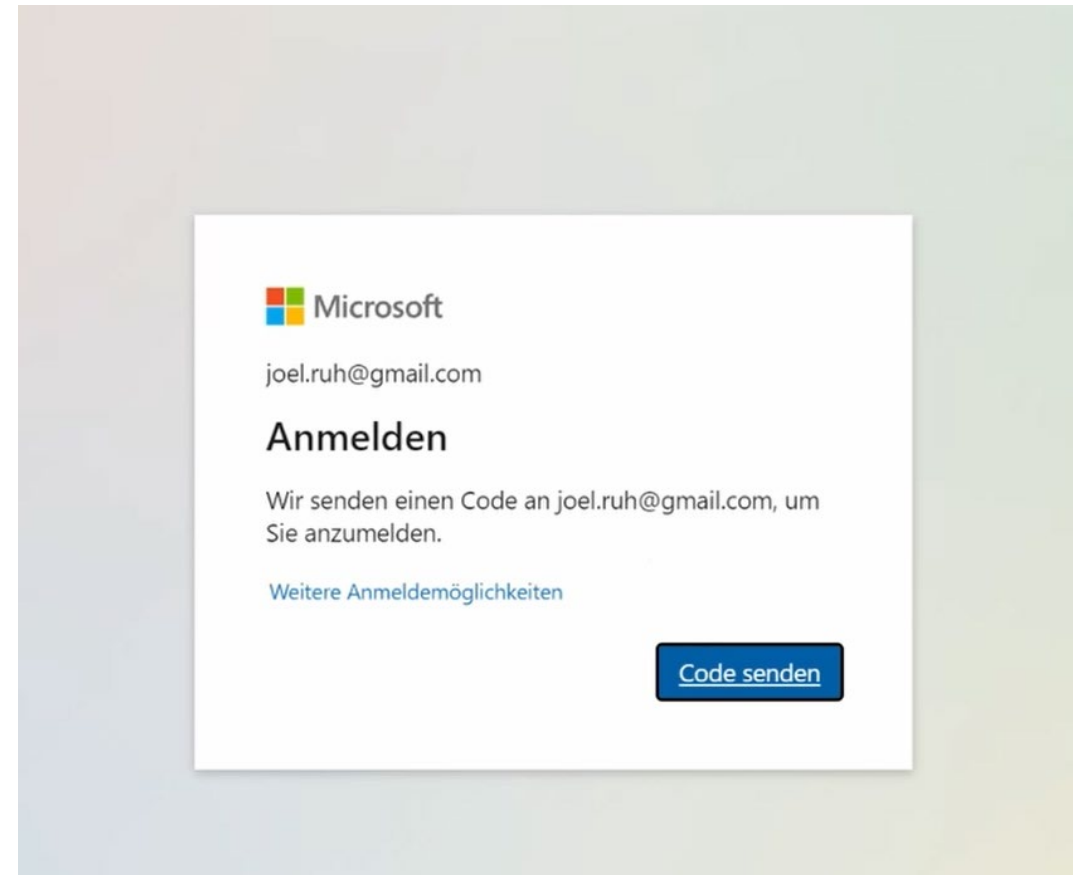 Microsoft
joel.ruh@gmail.com
Anmelden
Wir senden einen Code an joel.ruh@gmail.com, um
Sie anzumelden.
Weitere Anmeldemöglichkeiten
Code senden